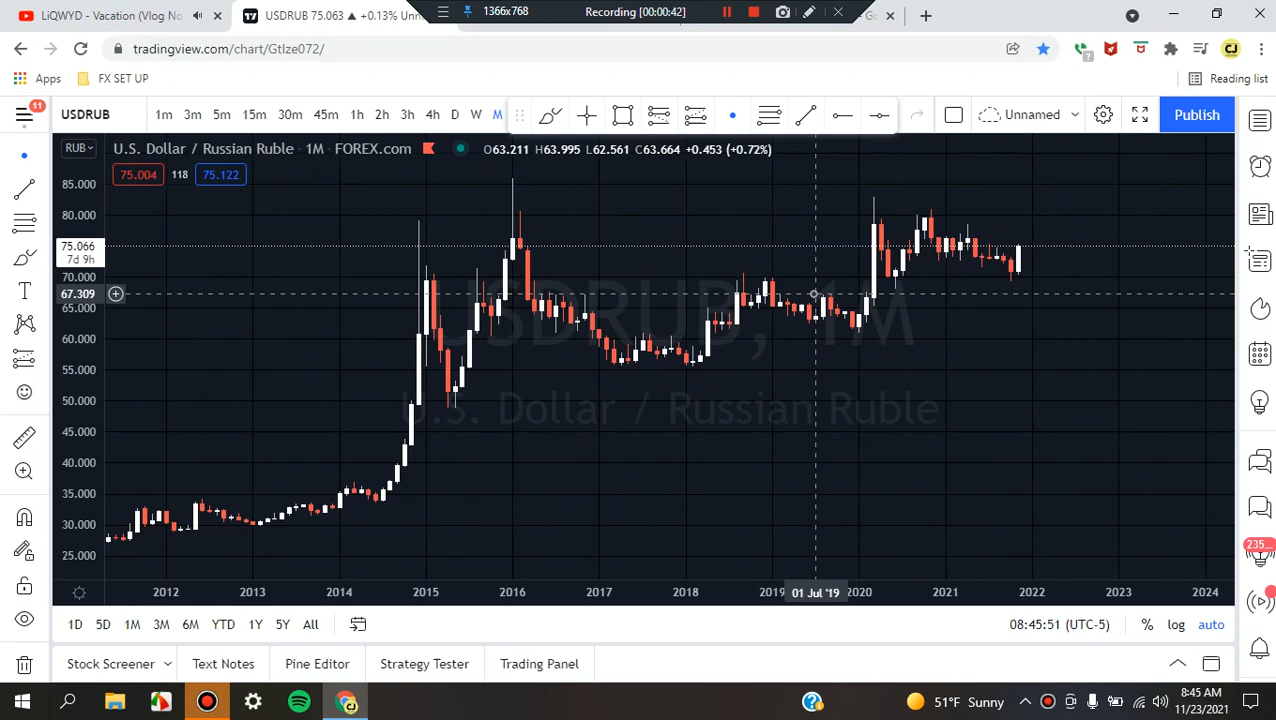 LiQWYD - Vacation (Vlog No
USDRUB 75.063 ▲ +0.13% Unn
1366x768
Recording [00:00:42]
tradingview.com/chart/GtIze072/
Apps
FX SET UP
Reading list
11
USDRUB
1m 3m 5m 15m 30m 45m 1h 2h 3h 4h D W M
Unnamed
Publish
RUB
U.S. Dollar / Russian Ruble · 1M · FOREX.com
O63.211 H63.995 L62.561 C63.664 +0.453 (+0.72%)
75.004 118 75.122
85.000
80.000
75.066
7d 9h
70.000
67.309
65.000
60.000
55.000
50.000
45.000
40.000
35.000
30.000
25.000
USDRUB, 1M
U.S. Dollar / Russian Ruble
2012 2013 2014 2015 2016 2017 2018 2019 01 Jul '19 2020 2021 2022 2023 2024
1D 5D 1M 3M 6M YTD 1Y 5Y All
08:45:51 (UTC-5)
% log auto
235...
Stock Screener
Text Notes
Pine Editor
Strategy Tester
Trading Panel
51°F Sunny
8:45 AM
11/23/2021